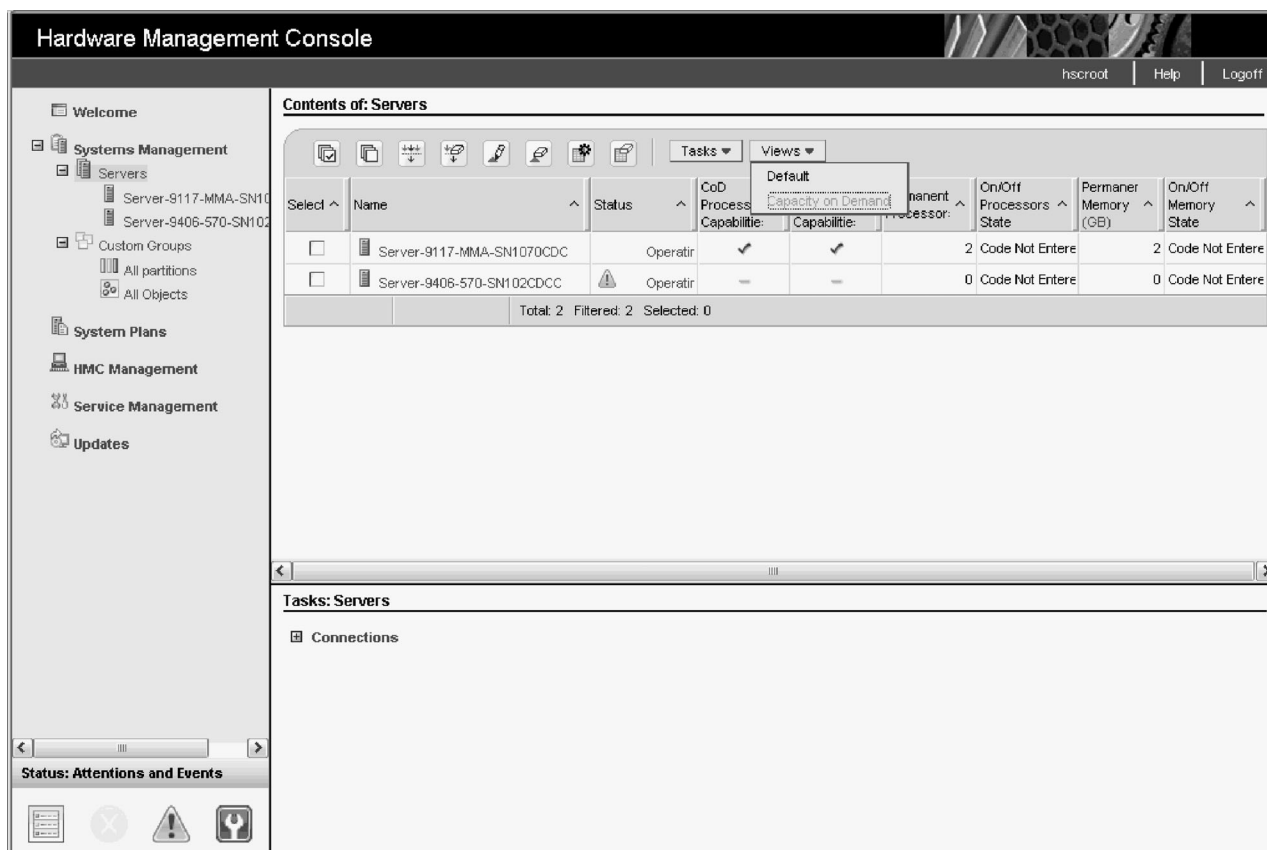 Hardware Management Console
hscroot Help Logoff
Welcome
Systems Management
Servers
Server-9117-MMA-SN10
Server-9406-570-SN102
Custom Groups
All partitions
All Objects
System Plans
HMC Management
Service Management
Updates
Status: Attentions and Events
Contents of: Servers
Tasks Views
Default
Capacity on Demand
Select Name Status CoD Process Capabilitie: Capabilitie: manent ocessor: On/Off Processors State Permaner Memory (GB) On/Off Memory State
Server-9117-MMA-SN1070CDC Operatir 2 Code Not Entere 2 Code Not Entere
Server-9406-570-SN102CDCC Operatir 0 Code Not Entere 0 Code Not Entere
Total: 2 Filtered: 2 Selected: 0
Tasks: Servers
Connections